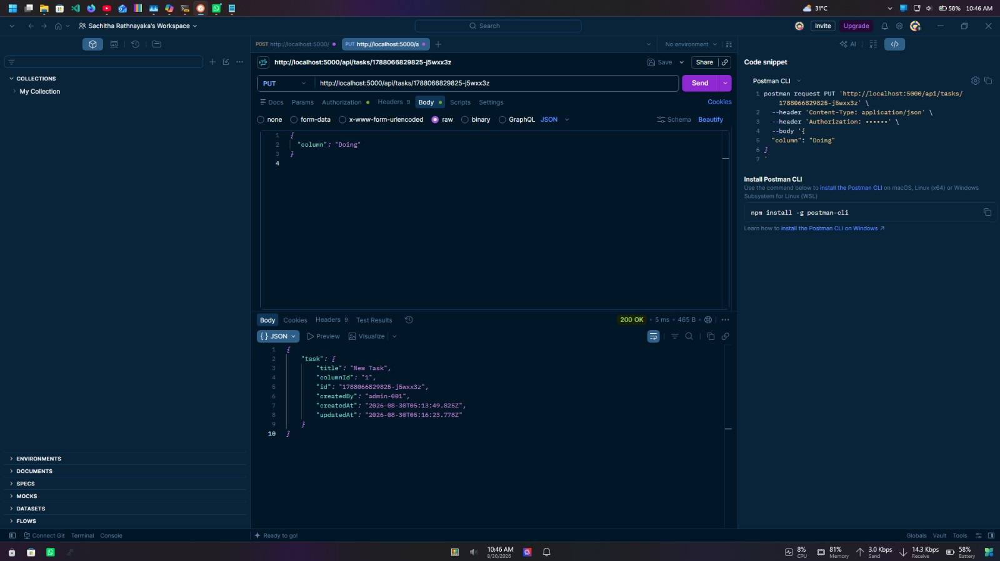 31°C
58%
10:46 AM
Sachitha Rathnayaka's Workspace
Search
Invite
Upgrade
POST http://localhost:5000/
PUT http://localhost:5000/a
No environment
AI
COLLECTIONS
My Collection
HTTP http://localhost:5000/api/tasks/1788066829825-j5wxx3z
Save
Share
PUT http://localhost:5000/api/tasks/1788066829825-j5wxx3z
Send
Docs Params Authorization Headers 9 Body Scripts Settings
Cookies
none form-data x-www-form-urlencoded raw binary GraphQL JSON
Schema Beautify
1 {
2 "column": "Doing"
3 }
4
Code snippet
Postman CLI
1 postman request PUT 'http://localhost:5000/api/tasks/
1788066829825-j5wxx3z' \
2 --header 'Content-Type: application/json' \
3 --header 'Authorization: ••••••' \
4 --body '{
5 "column": "Doing"
6 }
7 '
Install Postman CLI
Use the command below to install the Postman CLI on macOS, Linux (x64) or Windows
Subsystem for Linux (WSL)
npm install -g postman-cli
Learn how to install the Postman CLI on Windows ↗
Body Cookies Headers 9 Test Results
200 OK • 5 ms • 465 B
{} JSON Preview Visualize
1 {
2 "task": {
3 "title": "New Task",
4 "columnId": "1",
5 "id": "1788066829825-j5wxx3z",
6 "createdBy": "admin-001",
7 "createdAt": "2026-08-30T05:13:49.825Z",
8 "updatedAt": "2026-08-30T05:16:23.778Z"
9 }
10 }
ENVIRONMENTS
DOCUMENTS
SPECS
MOCKS
DATASETS
FLOWS
Connect Git Terminal Console
Ready to go!
Globals Vault Tools
10:46 AM
8/30/2026
8%
CPU
81%
Memory
3.0 Kbps
Send
14.3 Kbps
Receive
58%
Battery